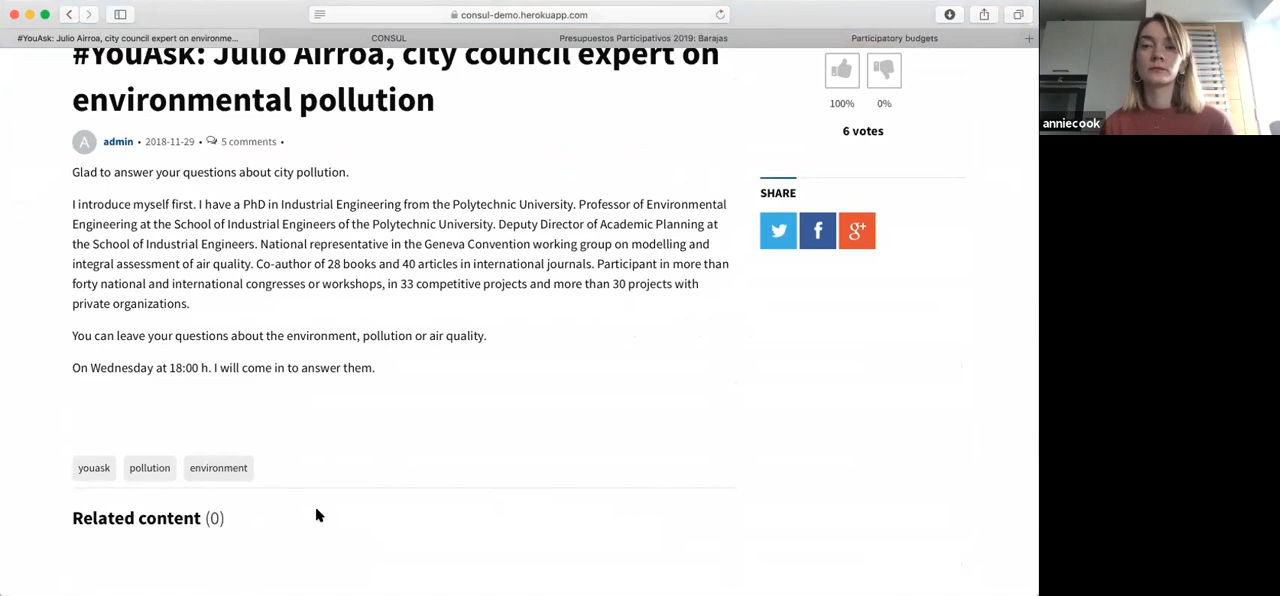 consul-demo.herokuapp.com
#YouAsk: Julio Airroa, city council expert on environme...
CONSUL
Presupuestos Participativos 2019: Barajas
Participatory budgets
anniecook
#YouAsk: Julio Airroa, city council expert on
environmental pollution
100%
0%
6 votes
A admin • 2018-11-29 • 5 comments •
SHARE
Glad to answer your questions about city pollution.
I introduce myself first. I have a PhD in Industrial Engineering from the Polytechnic University. Professor of Environmental
Engineering at the School of Industrial Engineers of the Polytechnic University. Deputy Director of Academic Planning at
the School of Industrial Engineers. National representative in the Geneva Convention working group on modelling and
integral assessment of air quality. Co-author of 28 books and 40 articles in international journals. Participant in more than
forty national and international congresses or workshops, in 33 competitive projects and more than 30 projects with
private organizations.
You can leave your questions about the environment, pollution or air quality.
On Wednesday at 18:00 h. I will come in to answer them.
youask
pollution
environment
Related content (0)